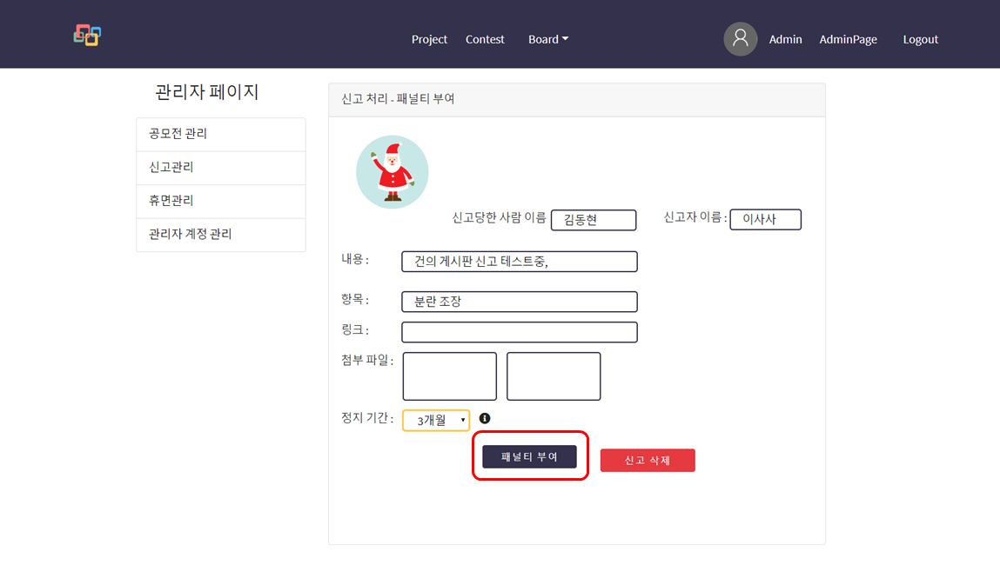 Project Contest Board Admin AdminPage Logout
관리자 페이지
공모전 관리
신고관리
휴면관리
관리자 계정 관리
신고 처리 - 패널티 부여
신고당한 사람 이름 김동현 신고자 이름 : 이사사
내용 : 건의 게시판 신고 테스트중,
항목 : 분란 조장
링크 :
첨부 파일 :
정지 기간 : 3개월
패널티 부여 신고 삭제